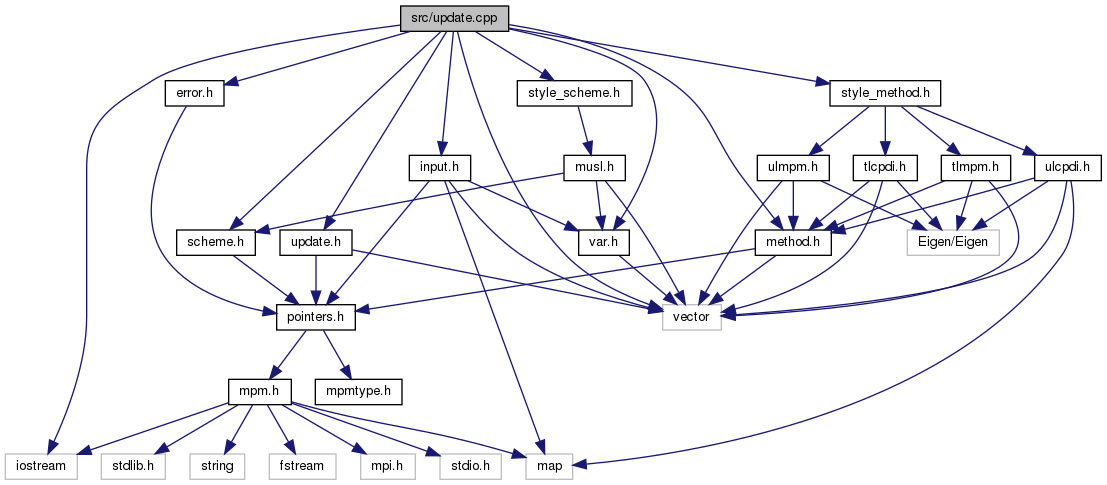 src/update.cpp
error.h
style_scheme.h
style_method.h
input.h
musl.h
ulmpm.h
tlcpdi.h
tlmpm.h
ulcpdi.h
scheme.h
update.h
var.h
method.h
Eigen/Eigen
pointers.h
vector
mpm.h
mpmtype.h
iostream
stdlib.h
string
fstream
mpi.h
stdio.h
map